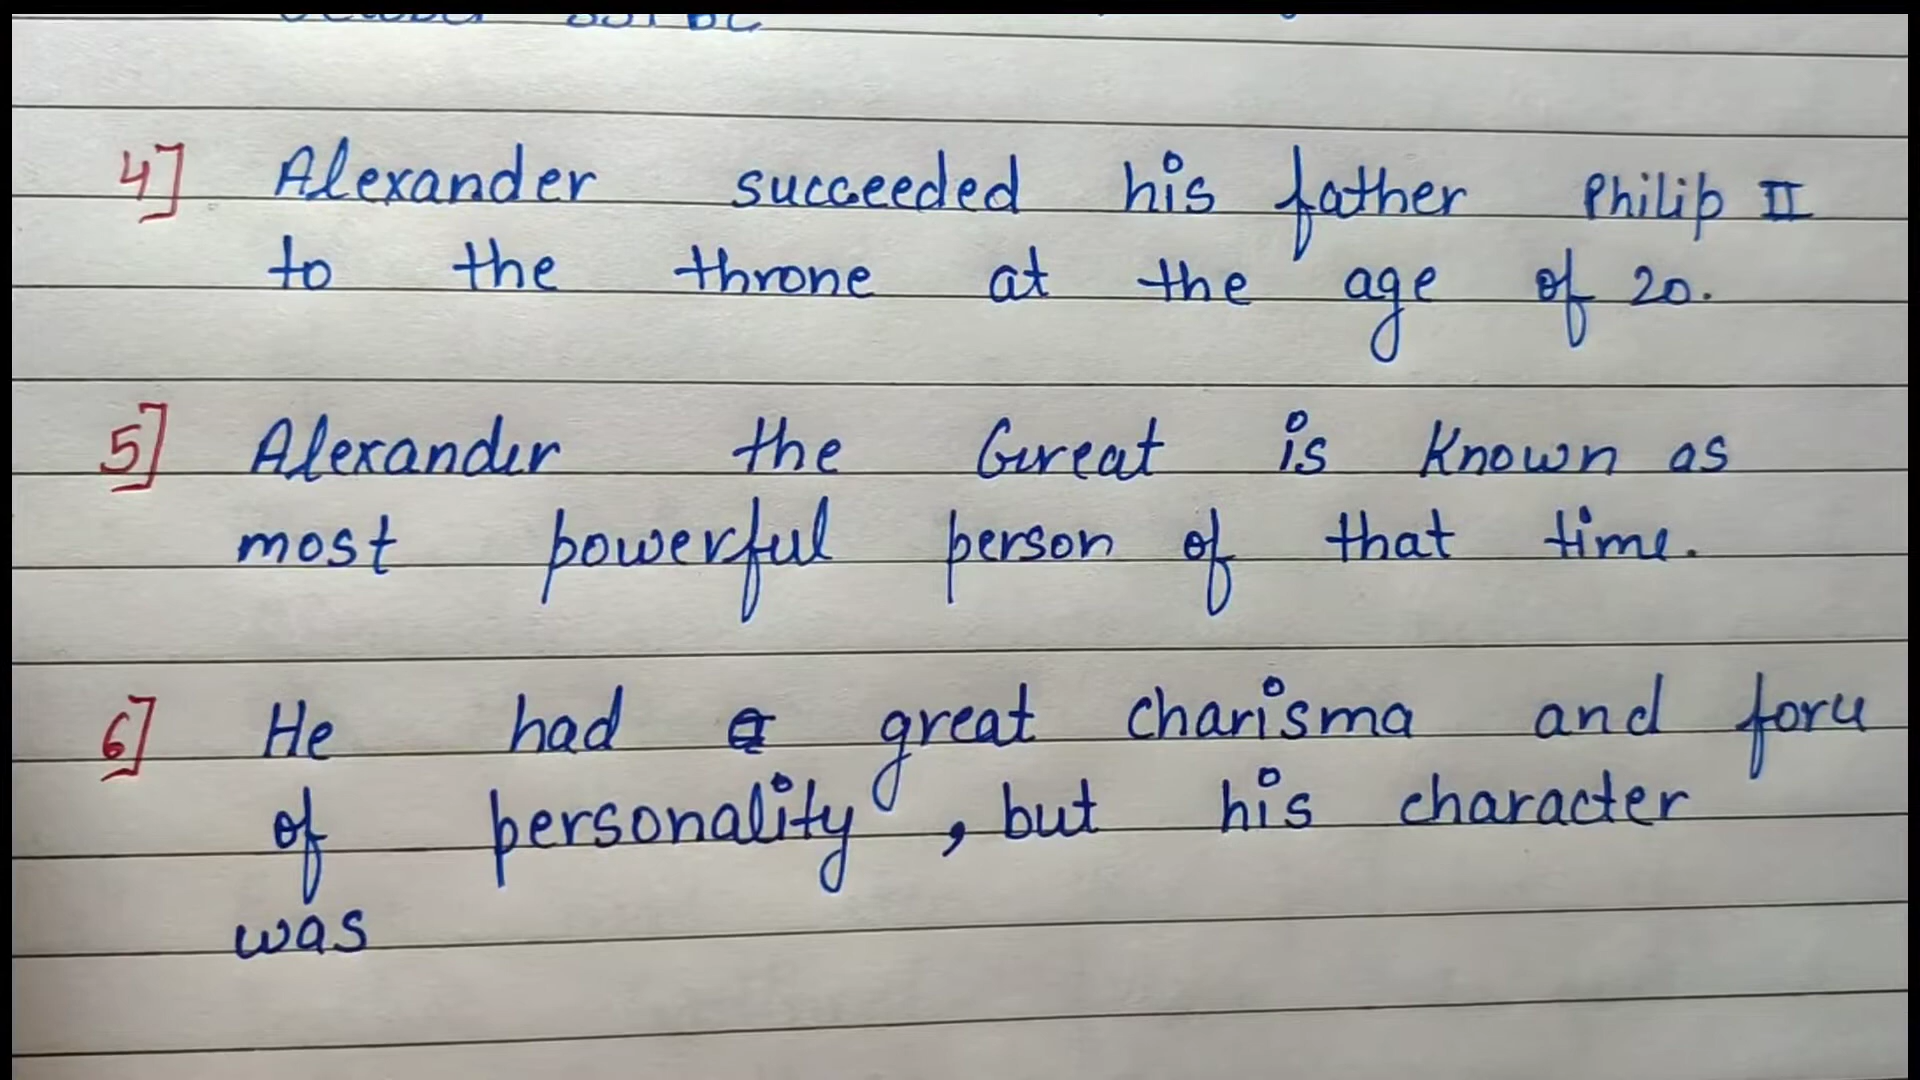 4] Alexander succeeded his father Philip II
to the throne at the age of 20.
5] Alexander the Great is Known as
most powerful person of that time.
6] He had a great charisma and force
of personality, but his character
was